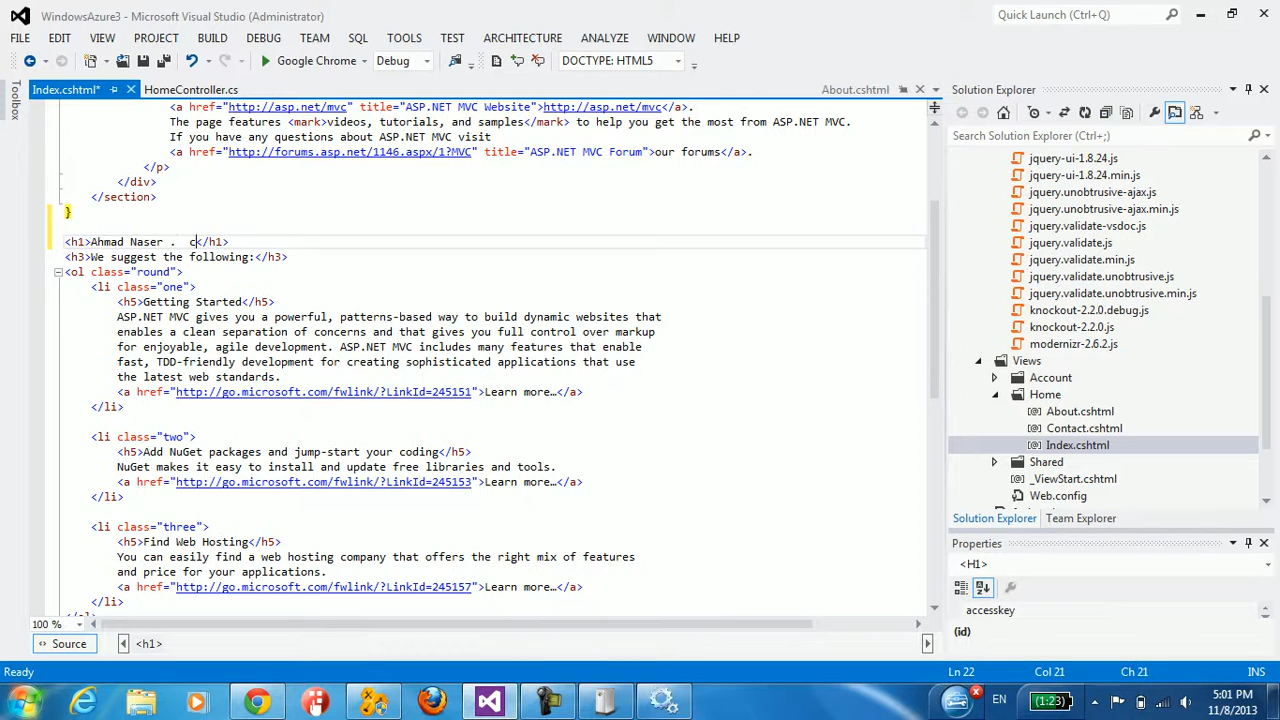 WindowsAzure3 - Microsoft Visual Studio (Administrator)
Quick Launch (Ctrl+Q)
FILE EDIT VIEW PROJECT BUILD DEBUG TEAM SQL TOOLS TEST ARCHITECTURE ANALYZE WINDOW HELP
Google Chrome Debug DOCTYPE: HTML5
Toolbox
Index.cshtml* HomeController.cs About.cshtml
<a href="http://asp.net/mvc" title="ASP.NET MVC Website">http://asp.net/mvc</a>.
The page features <mark>videos, tutorials, and samples</mark> to help you get the most from ASP.NET MVC.
If you have any questions about ASP.NET MVC visit
<a href="http://forums.asp.net/1146.aspx/1?MVC" title="ASP.NET MVC Forum">our forums</a>.
</p>
</div>
</section>
}
<h1>Ahmad Naser .  c</h1>
<h3>We suggest the following:</h3>
<ol class="round">
<li class="one">
<h5>Getting Started</h5>
ASP.NET MVC gives you a powerful, patterns-based way to build dynamic websites that
enables a clean separation of concerns and that gives you full control over markup
for enjoyable, agile development. ASP.NET MVC includes many features that enable
fast, TDD-friendly development for creating sophisticated applications that use
the latest web standards.
<a href="http://go.microsoft.com/fwlink/?LinkId=245151">Learn more…</a>
</li>
<li class="two">
<h5>Add NuGet packages and jump-start your coding</h5>
NuGet makes it easy to install and update free libraries and tools.
<a href="http://go.microsoft.com/fwlink/?LinkId=245153">Learn more…</a>
</li>
<li class="three">
<h5>Find Web Hosting</h5>
You can easily find a web hosting company that offers the right mix of features
and price for your applications.
<a href="http://go.microsoft.com/fwlink/?LinkId=245157">Learn more…</a>
</li>
100 %
Source <h1>
Solution Explorer
Search Solution Explorer (Ctrl+;)
jquery-ui-1.8.24.js
jquery-ui-1.8.24.min.js
jquery.unobtrusive-ajax.js
jquery.unobtrusive-ajax.min.js
jquery.validate-vsdoc.js
jquery.validate.js
jquery.validate.min.js
jquery.validate.unobtrusive.js
jquery.validate.unobtrusive.min.js
knockout-2.2.0.debug.js
knockout-2.2.0.js
modernizr-2.6.2.js
Views
Account
Home
About.cshtml
Contact.cshtml
Index.cshtml
Shared
_ViewStart.cshtml
Web.config
Solution Explorer Team Explorer
Properties
<H1>
accesskey
(id)
Ready Ln 22 Col 21 Ch 21 INS
EN (1:23) 5:01 PM
11/8/2013